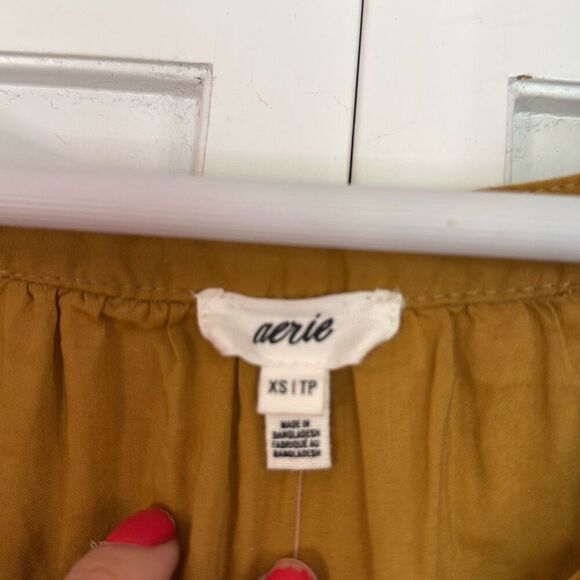 aerie
XS | TP
MADE IN
BANGLADESH
FABRIQUÉ AU
BANGLADESH